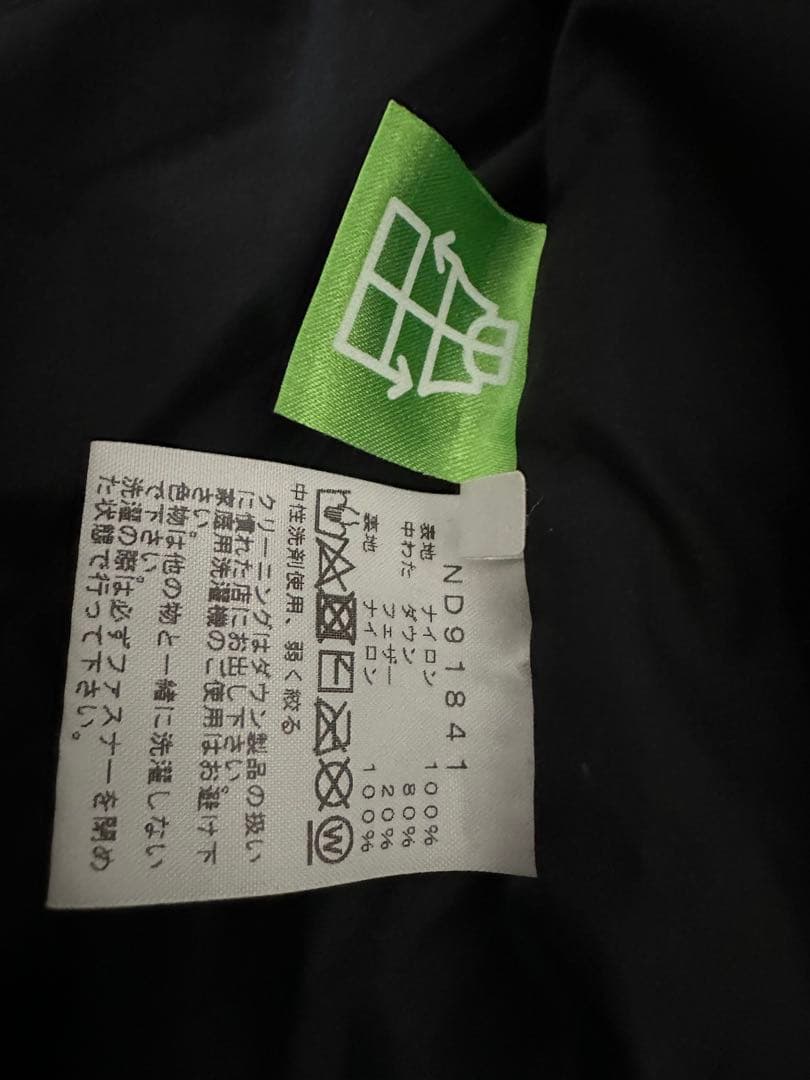 ND91841
表地 ナイロン 100%
中わた ダウン 80%
フェザー 20%
裏地 ナイロン 100%
W
中性洗剤使用、弱く絞る
クリーニングはダウン製品の扱い
に慣れた店にお出し下さい。
家庭用洗濯機のご使用はお避け下
さい。
色物は他の物と一緒に洗濯しない
で下さい。
洗濯の際は必ずファスナーを閉め
た状態で行って下さい。